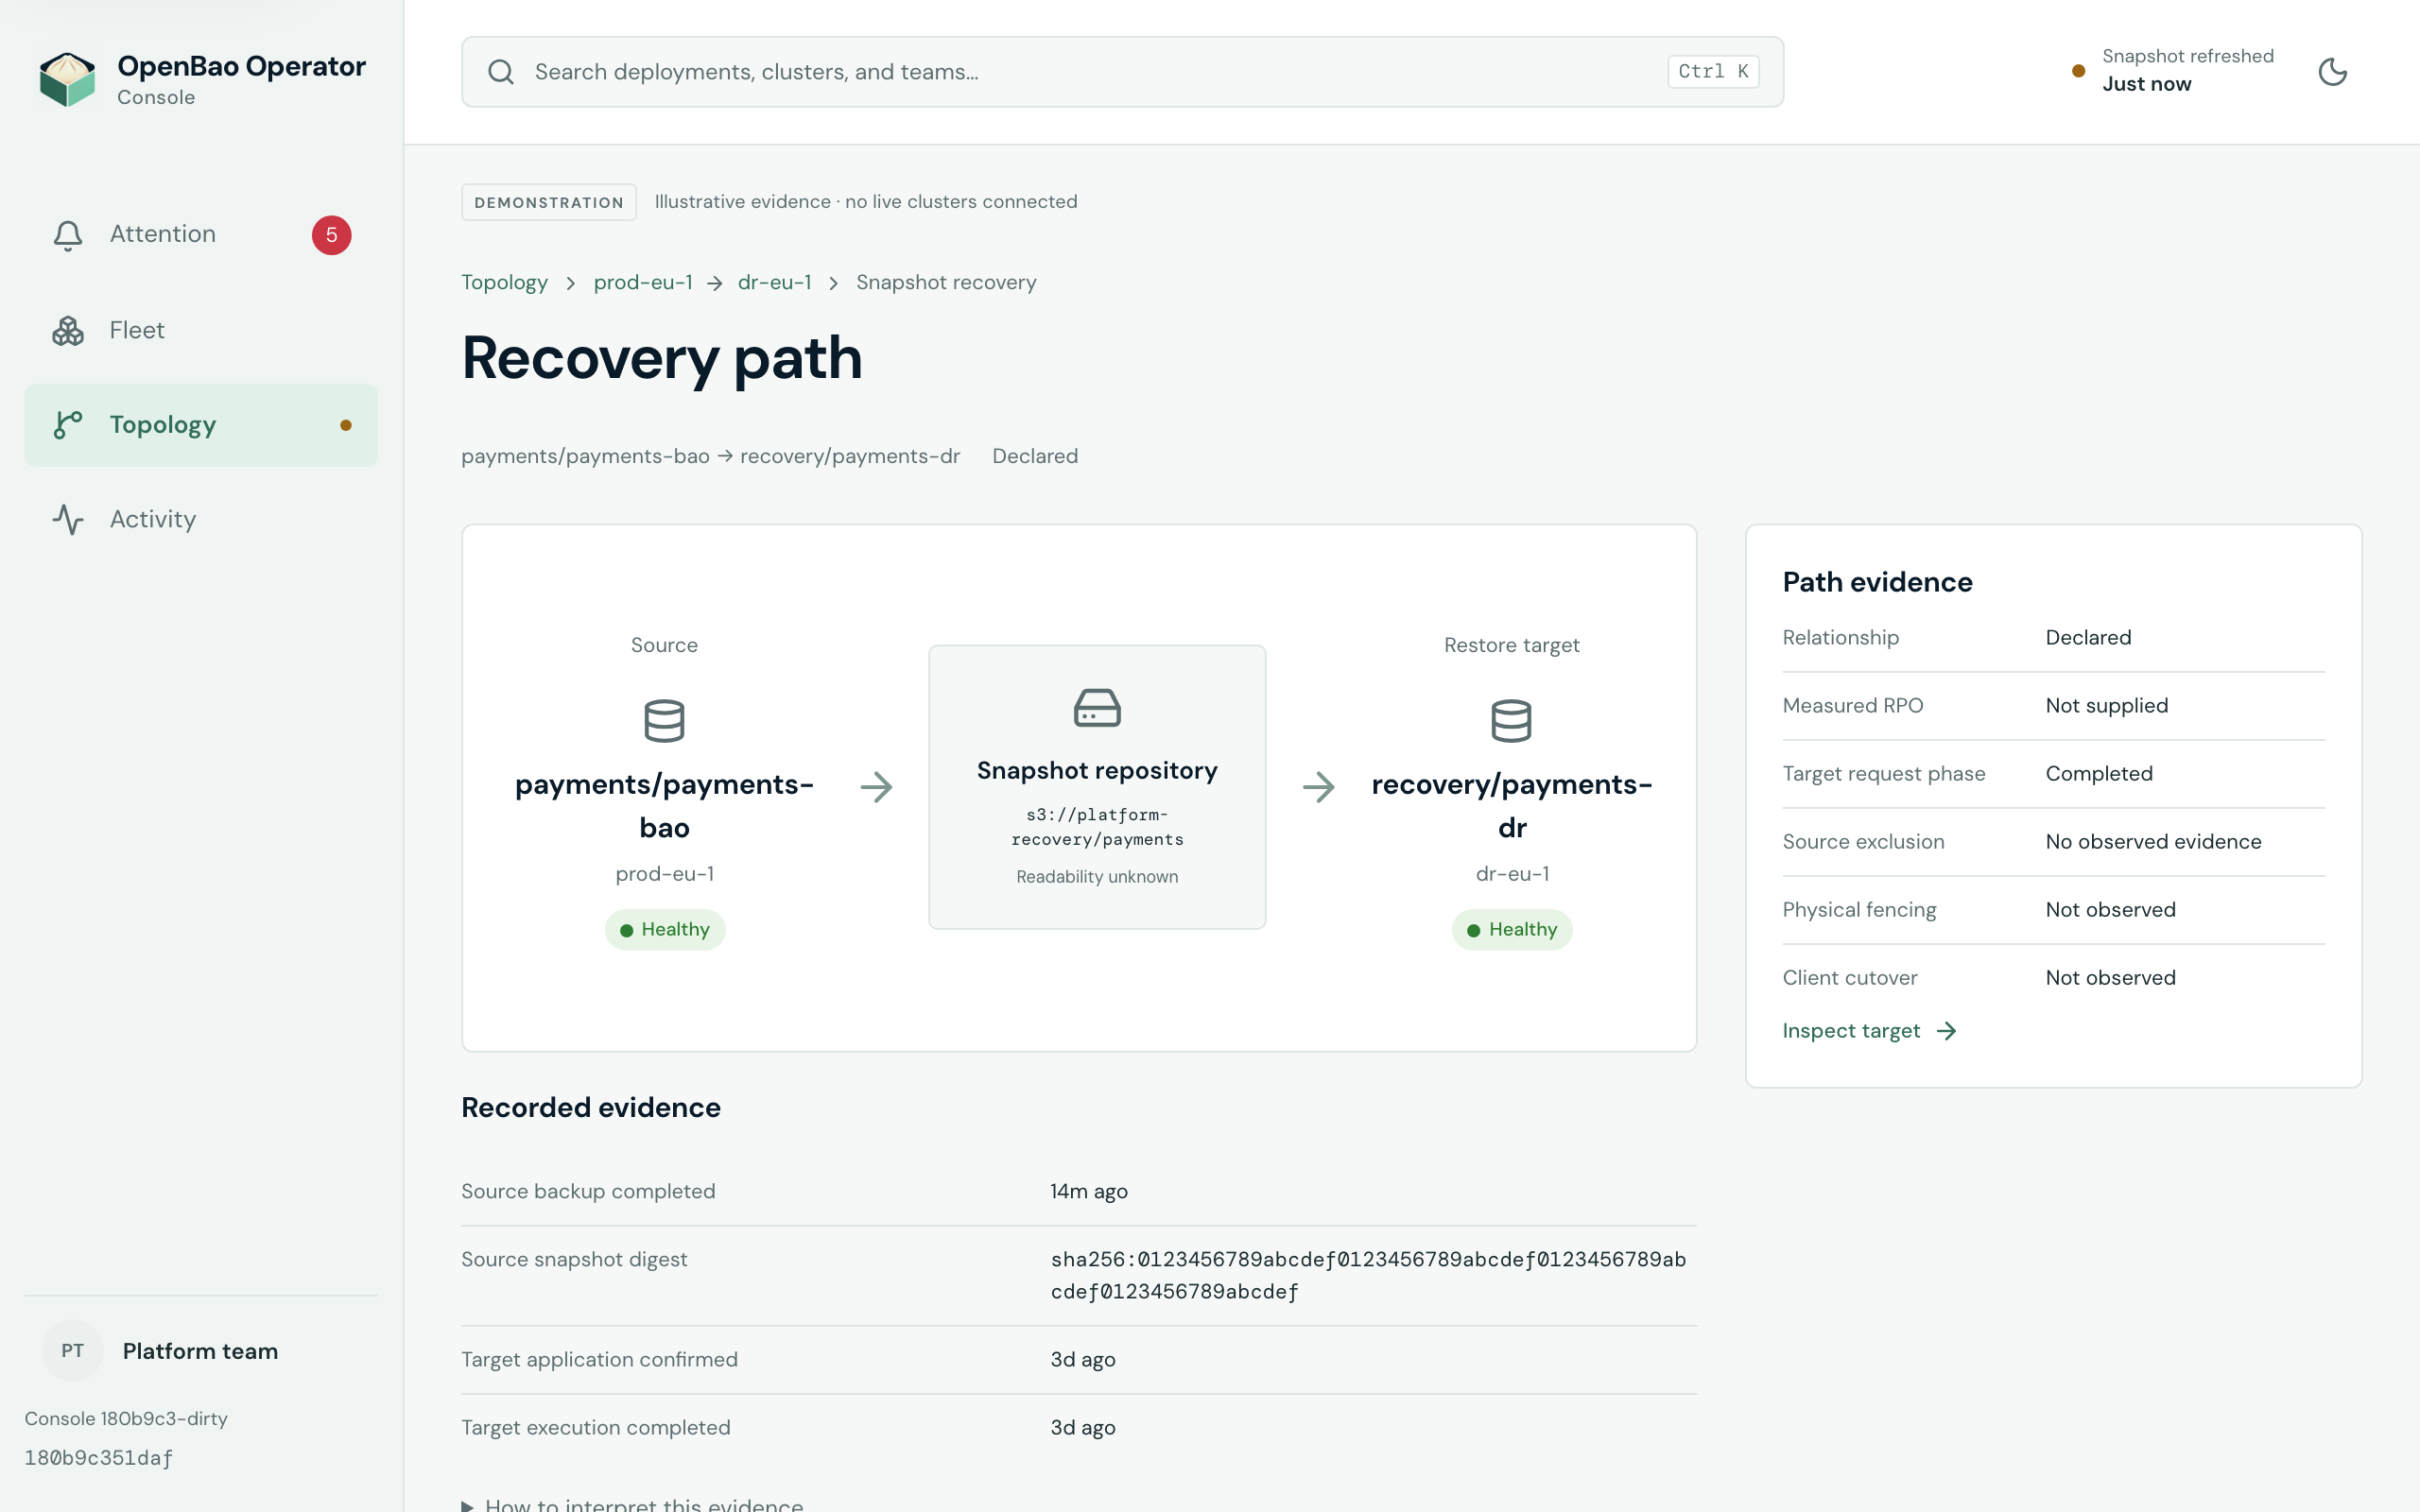 OpenBao Operator
Console
Search deployments, clusters, and teams...
Ctrl K
Snapshot refreshed
Just now
Attention
5
Fleet
Topology
Activity
DEMONSTRATION
Illustrative evidence · no live clusters connected
Topology > prod-eu-1 → dr-eu-1 > Snapshot recovery
Recovery path
payments/payments-bao → recovery/payments-dr
Declared
Source
payments/payments-
bao
prod-eu-1
Healthy
Snapshot repository
s3://platform-
recovery/payments
Readability unknown
Restore target
recovery/payments-
dr
dr-eu-1
Healthy
Path evidence
Relationship Declared
Measured RPO Not supplied
Target request phase Completed
Source exclusion No observed evidence
Physical fencing Not observed
Client cutover Not observed
Inspect target →
Recorded evidence
Source backup completed 14m ago
Source snapshot digest sha256:0123456789abcdef0123456789abcdef0123456789ab
cdef0123456789abcdef
Target application confirmed 3d ago
Target execution completed 3d ago
How to interpret this evidence
PT
Platform team
Console 180b9c3-dirty
180b9c351daf